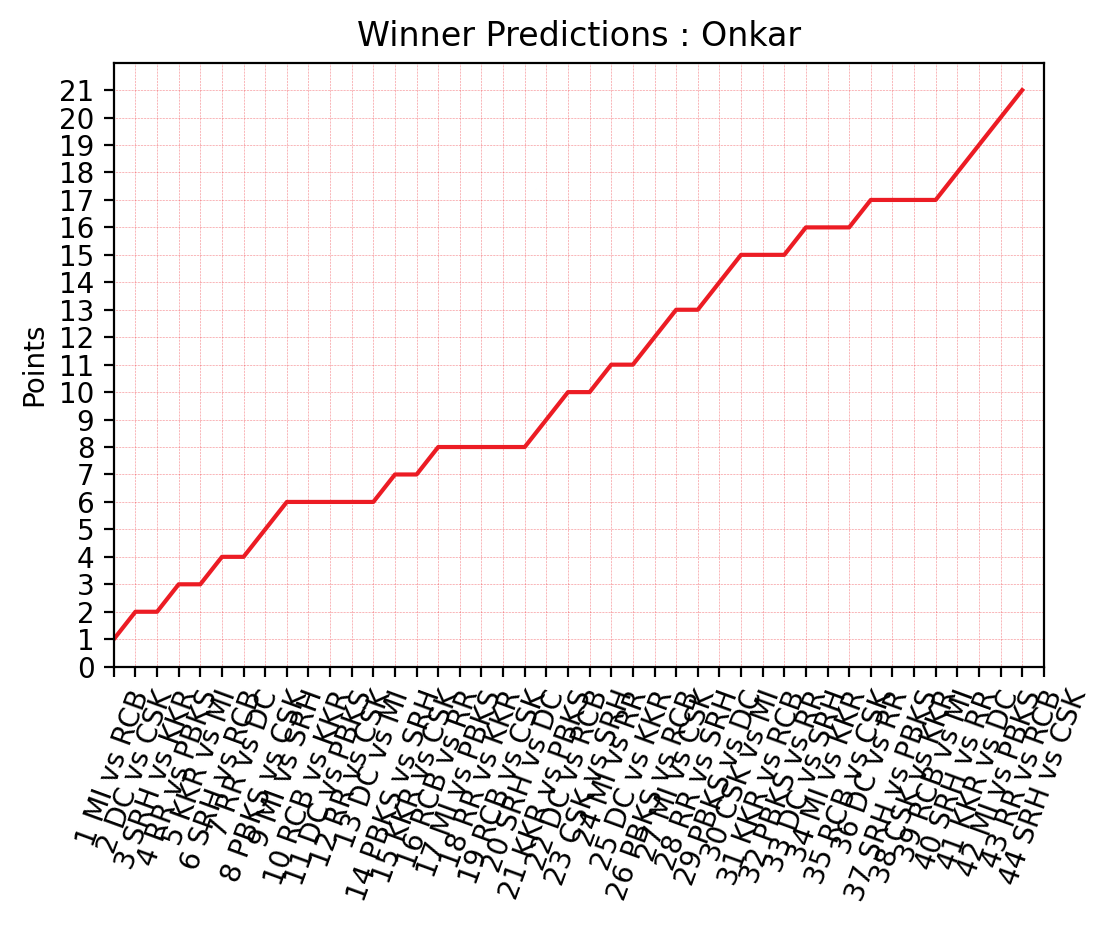 Winner Predictions : Onkar
Points
21
20
19
18
17
16
15
14
13
12
11
10
9
8
7
6
5
4
3
2
1
0
1 MI vs RCB
2 DC vs CSK
3 SRH vs KKR
4 RR vs PBKS
5 KKR vs MI
6 SRH vs RCB
7 RR vs DC
8 PBKS vs CSK
9 MI vs SRH
10 RCB vs KKR
11 DC vs PBKS
12 RR vs CSK
13 DC vs MI
14 PBKS vs SRH
15 KKR vs CSK
16 RCB vs RR
17 MI vs PBKS
18 RR vs KKR
19 RCB vs CSK
20 SRH vs DC
21 KKR vs PBKS
22 DC vs RCB
23 CSK vs SRH
24 MI vs RR
25 DC vs KKR
26 PBKS vs RCB
27 MI vs CSK
28 RR vs SRH
29 PBKS vs DC
30 CSK vs MI
31 KKR vs RCB
32 PBKS vs RR
33 DC vs SRH
34 MI vs KKR
35 RCB vs CSK
36 DC vs RR
37 SRH vs PBKS
38 CSK vs KKR
39 RCB vs MI
40 SRH vs RR
41 KKR vs DC
42 MI vs PBKS
43 RR vs RCB
44 SRH vs CSK